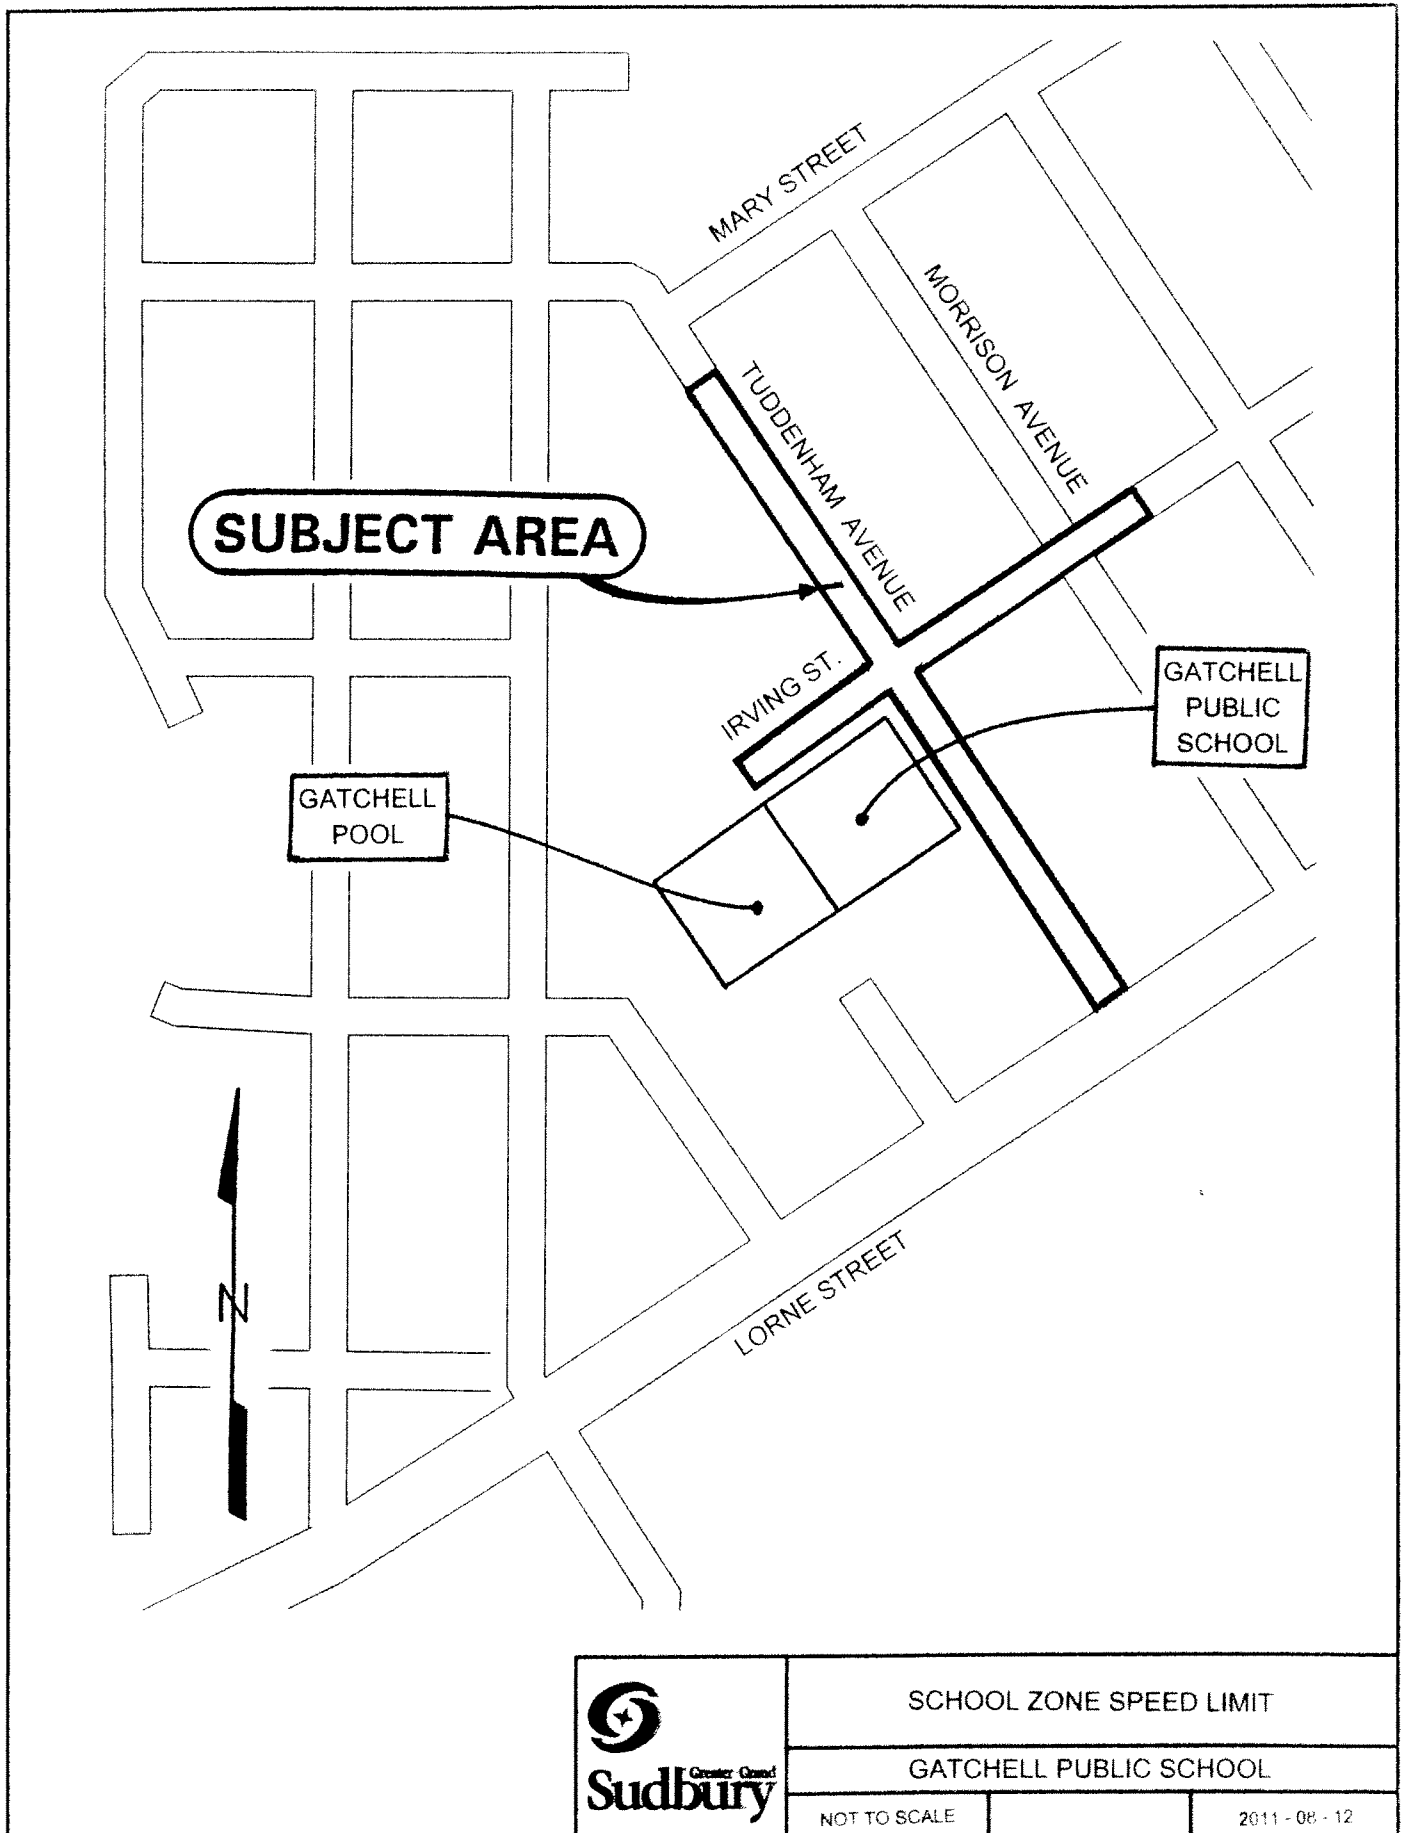 MARY STREET
MORRISON AVENUE
TUDDENHAM AVENUE
SUBJECT AREA
IRVING ST.
GATCHELL
PUBLIC
SCHOOL
GATCHELL
POOL
N
LORNE STREET
SCHOOL ZONE SPEED LIMIT
GATCHELL PUBLIC SCHOOL
Greater Grand
Sudbury
NOT TO SCALE
2011 - 08 - 12